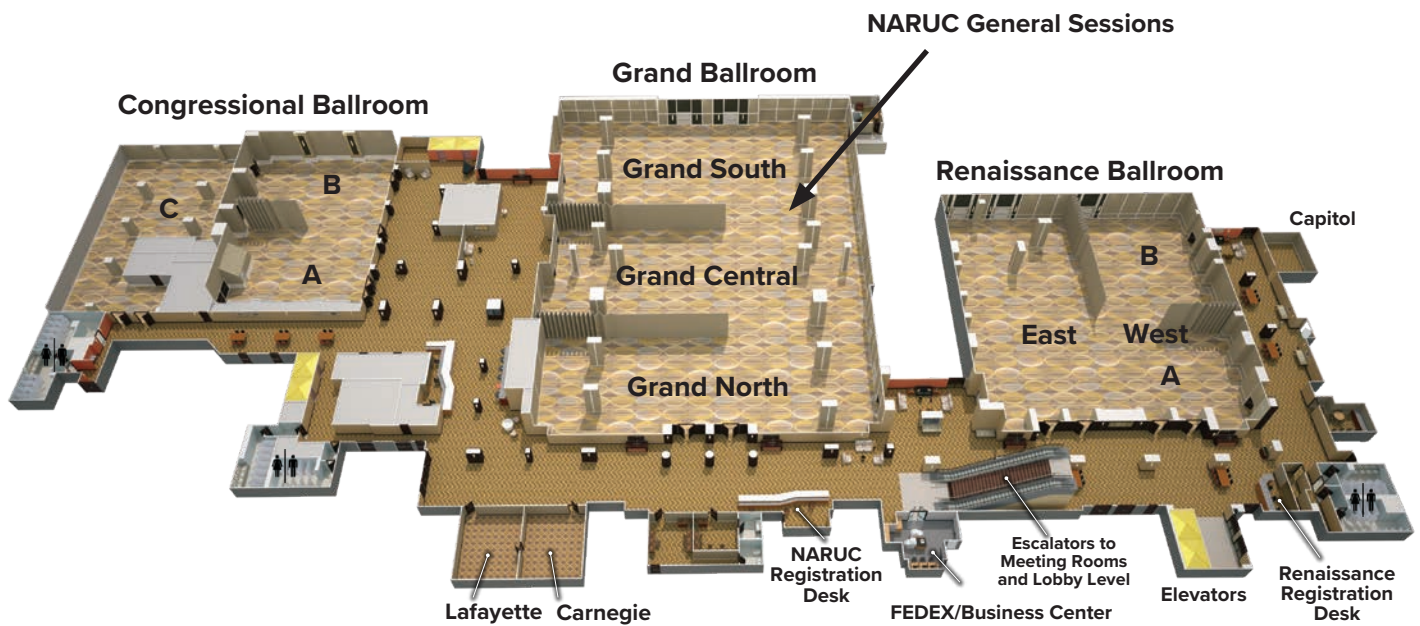 NARUC General Sessions
Grand Ballroom
Congressional Ballroom
Renaissance Ballroom
Grand South
B
C
Capitol
B
A
Grand Central
East
West
A
Grand North
NARUC
Registration
Desk
Escalators to
Meeting Rooms
and Lobby Level
Renaissance
Registration
Desk
Elevators
Lafayette
Carnegie
FEDEX/Business Center